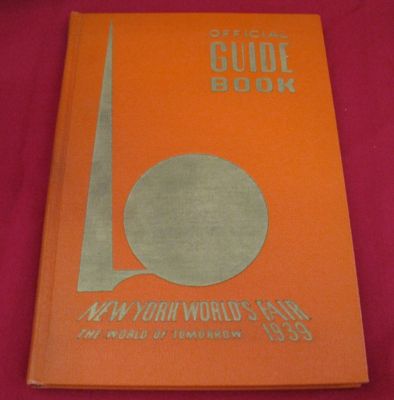 OFFICIAL
GUIDE
BOOK
NEW YORK WORLD'S FAIR
THE WORLD OF TOMORROW 1939